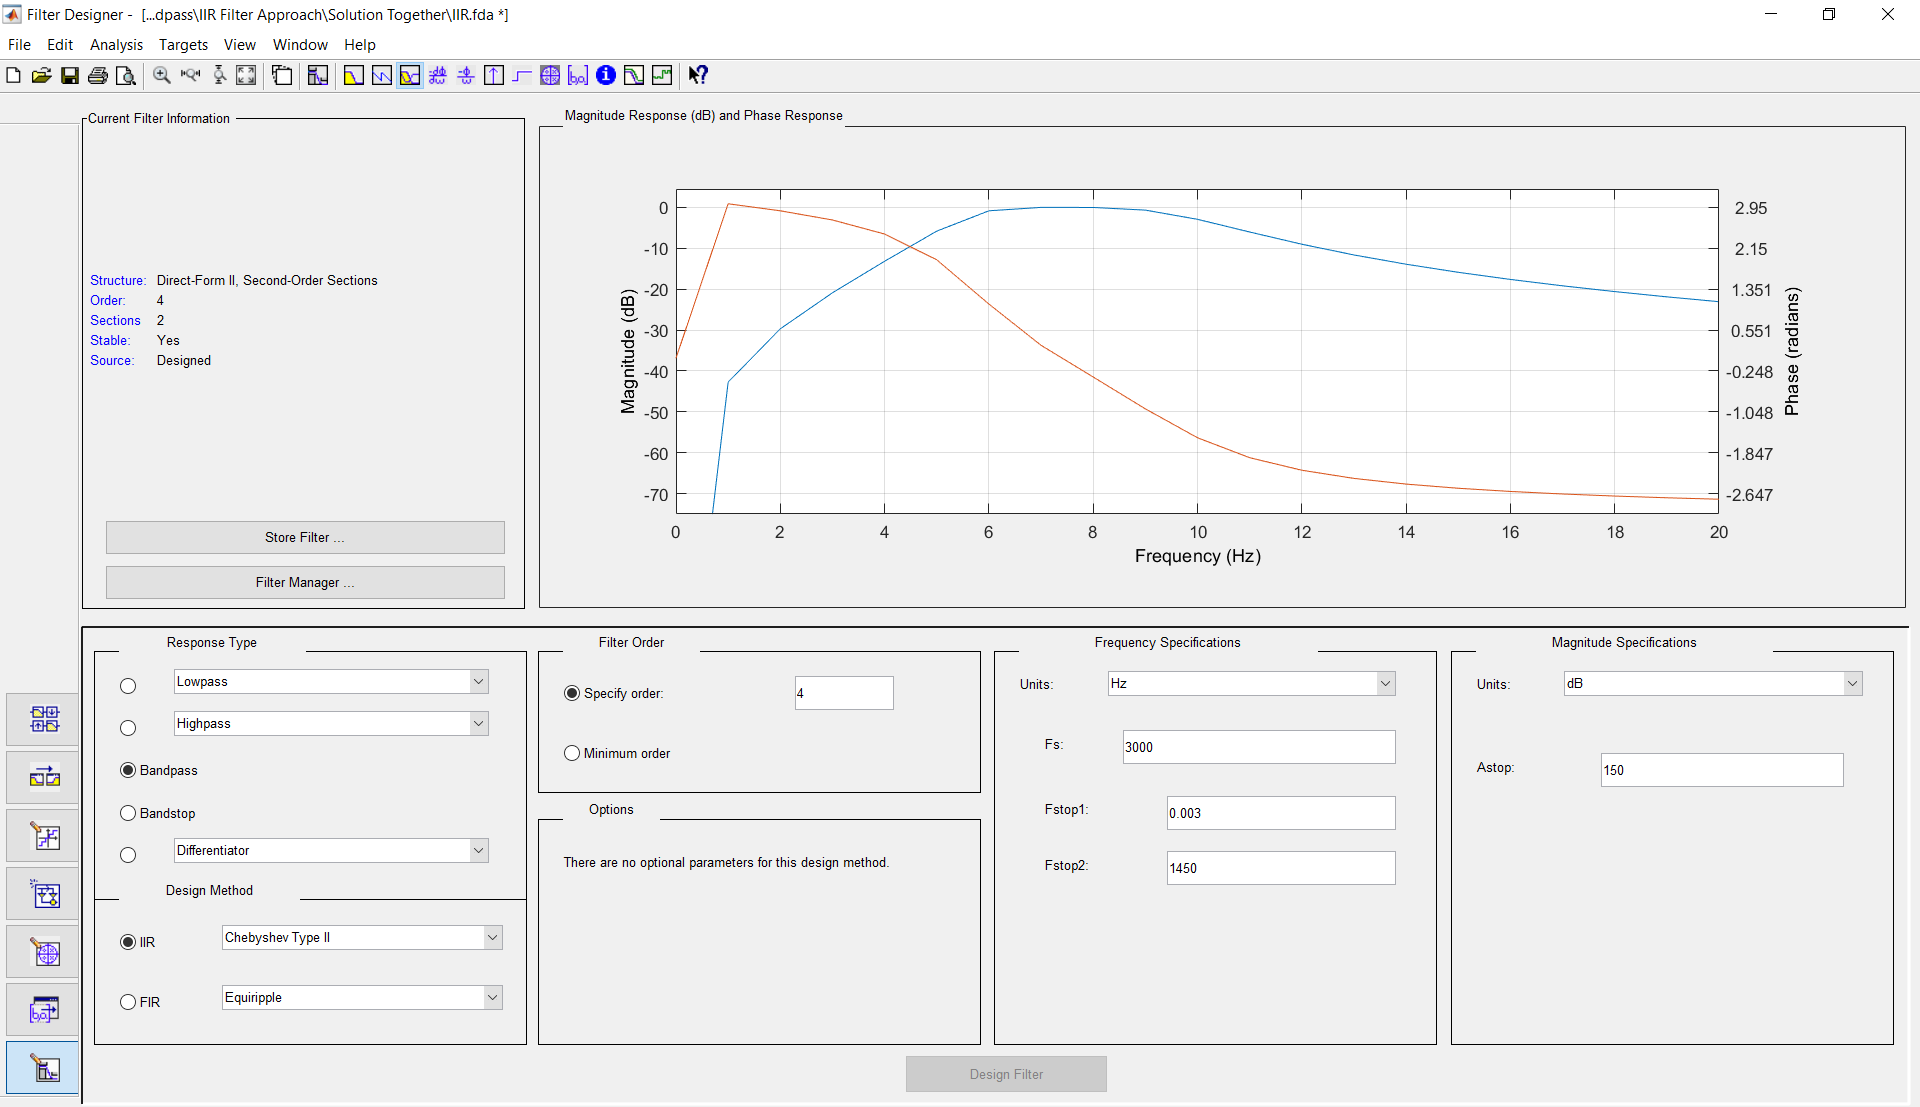 Filter Designer - [...dpass\IIR Filter Approach\Solution Together\IIR.fda *]
File Edit Analysis Targets View Window Help
Current Filter Information
Structure: Direct-Form II, Second-Order Sections
Order: 4
Sections 2
Stable: Yes
Source: Designed
Store Filter ...
Filter Manager ...
Magnitude Response (dB) and Phase Response
Magnitude (dB)
0
-10
-20
-30
-40
-50
-60
-70
2.95
2.15
1.351
0.551
-0.248
-1.048
-1.847
-2.647
Phase (radians)
0 2 4 6 8 10 12 14 16 18 20
Frequency (Hz)
Response Type
Lowpass
Highpass
Bandpass
Bandstop
Differentiator
Design Method
IIR Chebyshev Type II
FIR Equiripple
Filter Order
Specify order: 4
Minimum order
Options
There are no optional parameters for this design method.
Frequency Specifications
Units: Hz
Fs: 3000
Fstop1: 0.003
Fstop2: 1450
Magnitude Specifications
Units: dB
Astop: 150
Design Filter